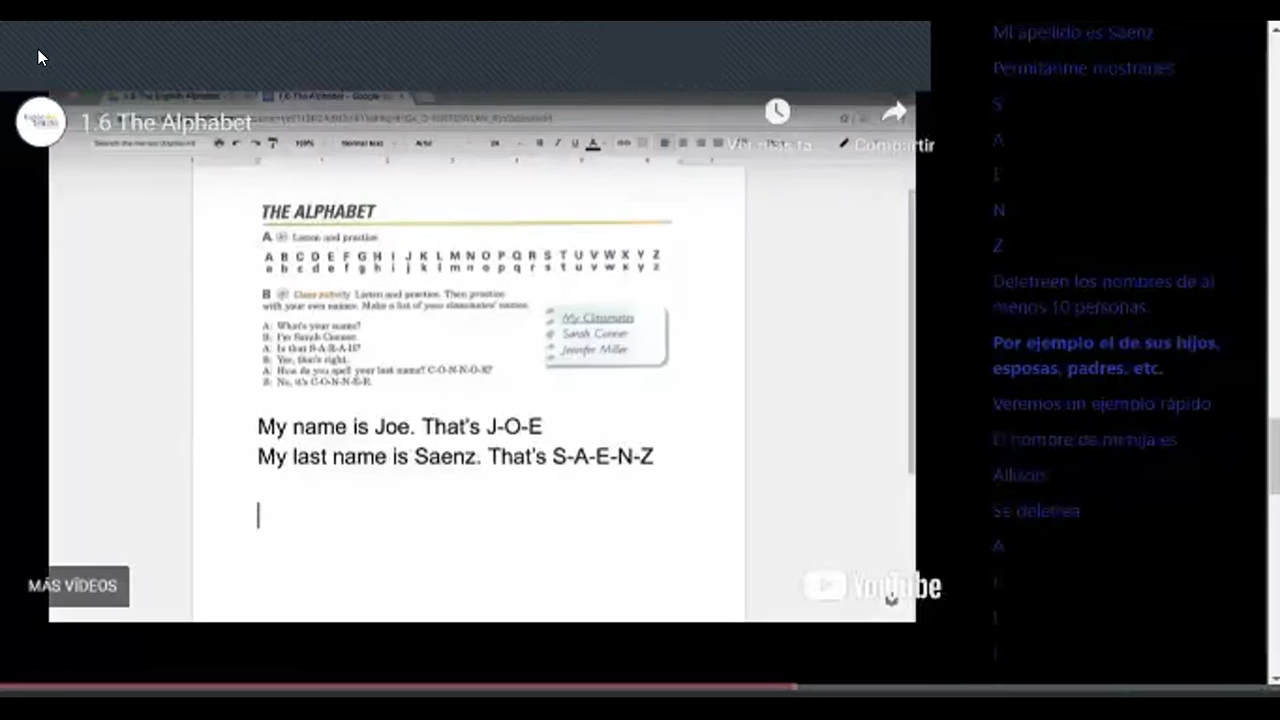 1.6 The Alphabet
Compartir
THE ALPHABET
A Listen and practice.
A B C D E F G H I J K L M N O P Q R S T U V W X Y Z
a b c d e f g h i j k l m n o p q r s t u v w x y z
B Class activity Listen and practice. Then practice
with your own names. Make a list of your classmates' names.
A: What's your name?
B: I'm Sarah Conner.
A: Is that S-A-R-A-H?
B: Yes, that's right.
A: How do you spell your last name? C-O-N-N-O-R?
B: No, it's C-O-N-N-E-R.
My Classmates
Sarah Conner
Jennifer Miller
My name is Joe. That's J-O-E
My last name is Saenz. That's S-A-E-N-Z
MÁS VÍDEOS
YouTube
Mi apellido es Saenz
Permítanme mostrarles
S
A
E
N
Z
Deletreen los nombres de al
menos 10 personas.
Por ejemplo el de sus hijos,
esposas, padres. etc.
Veremos un ejemplo rápido
El nombre de mi hija es
Allison
Se deletrea
A